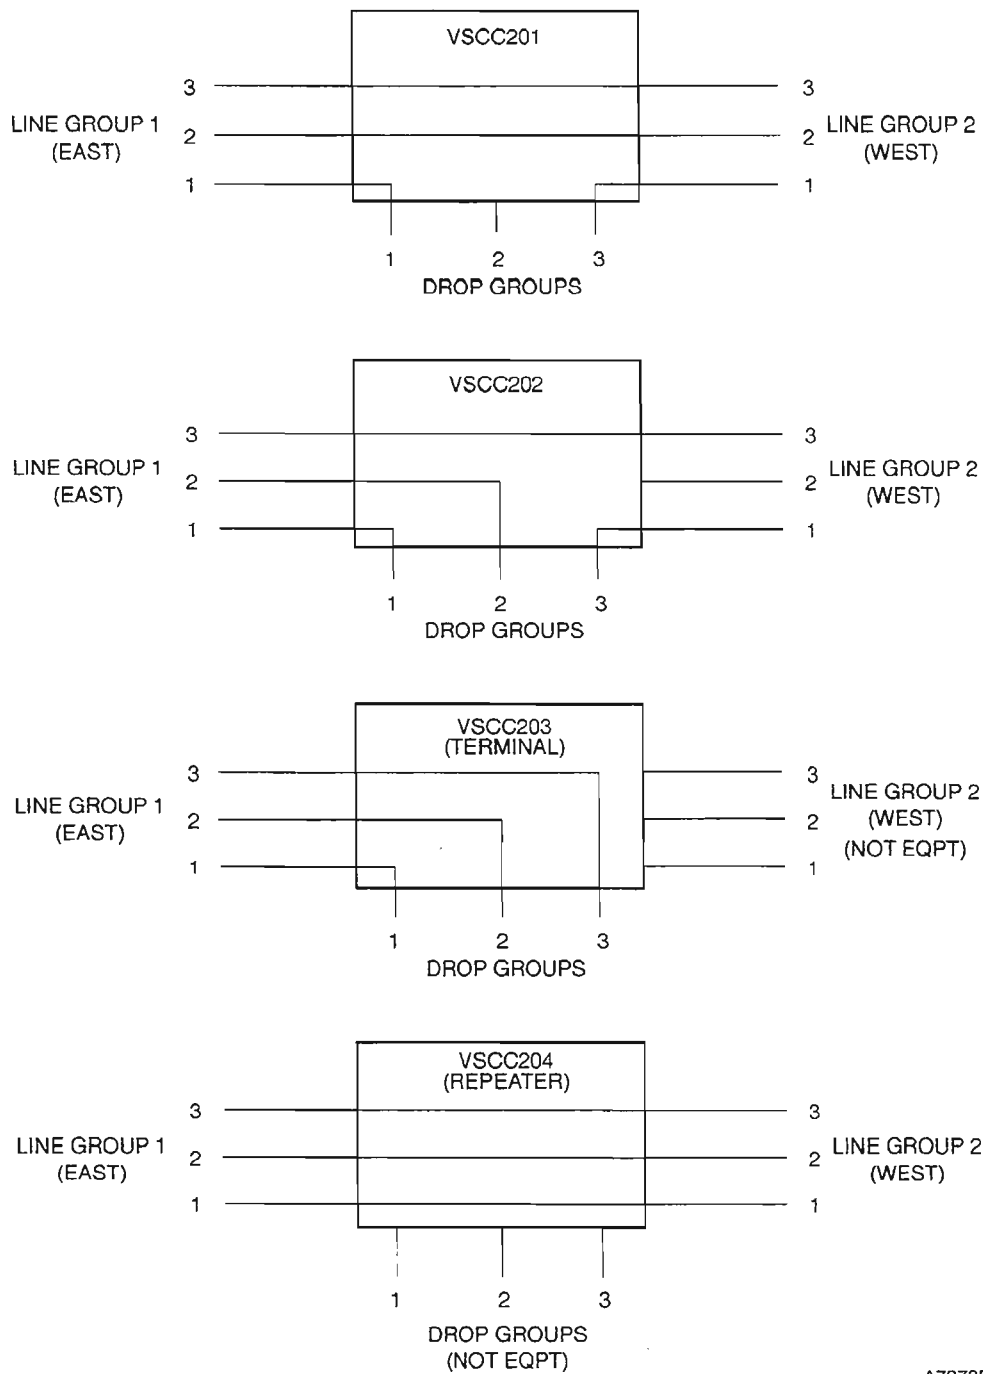 VSCC201
3 3
LINE GROUP 1 LINE GROUP 2
2 2
(EAST) (WEST)
1 1
1 2 3
DROP GROUPS
VSCC202
3 3
LINE GROUP 1 LINE GROUP 2
2 2
(EAST) (WEST)
1 1
1 2 3
DROP GROUPS
VSCC203
(TERMINAL)
3 3
LINE GROUP 1 LINE GROUP 2
2 2
(EAST) (WEST)
(NOT EQPT)
1 1
1 2 3
DROP GROUPS
VSCC204
(REPEATER)
3 3
LINE GROUP 1 LINE GROUP 2
2 2
(EAST) (WEST)
1 1
1 2 3
DROP GROUPS
(NOT EQPT)